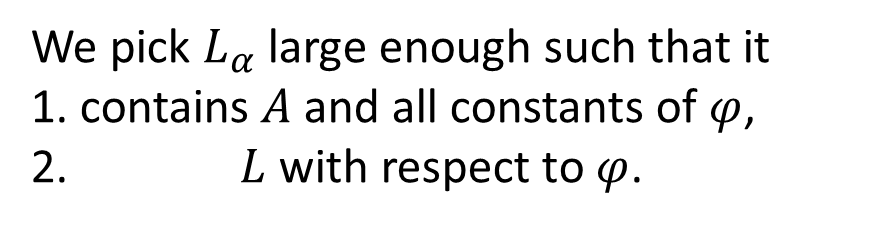 We pick 𝐿𝛼 large enough such that it
1. contains 𝐴 and all constants of 𝜑,
2. 𝐿 with respect to 𝜑.